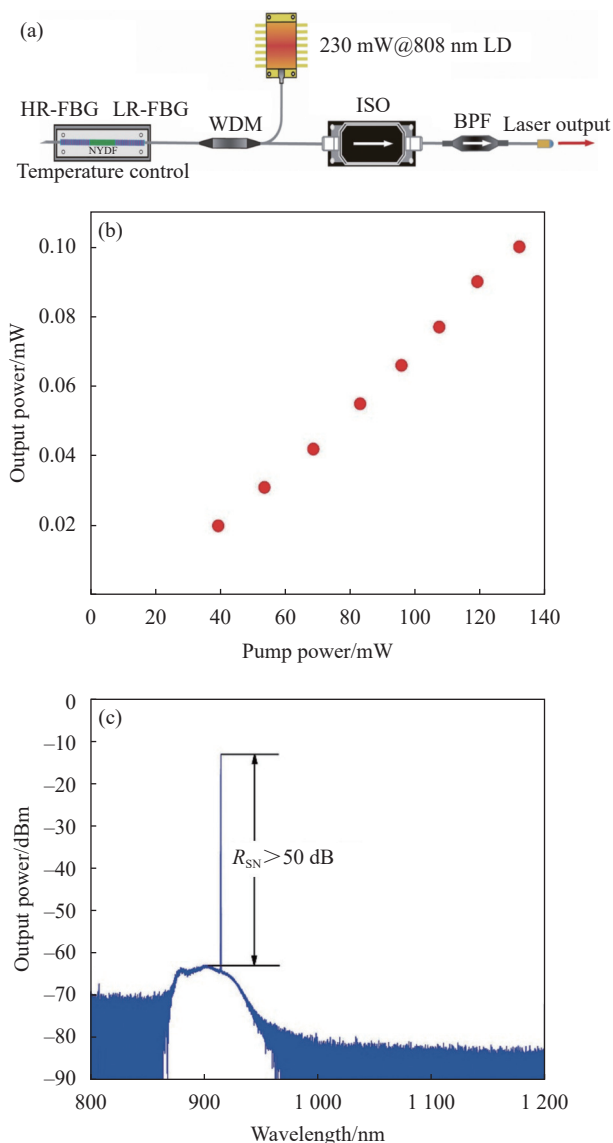 (a)
230 mW@808 nm LD
HR-FBG LR-FBG
WDM
ISO
BPF
Laser output
NYDF
Temperature control
(b)
0.10
0.08
0.06
0.04
0.02
Output power/mW
0 20 40 60 80 100 120 140
Pump power/mW
(c)
0
–10
–20
–30
–40
–50
–60
–70
–80
–90
Output power/dBm
R_SN＞50 dB
800 900 1 000 1 100 1 200
Wavelength/nm